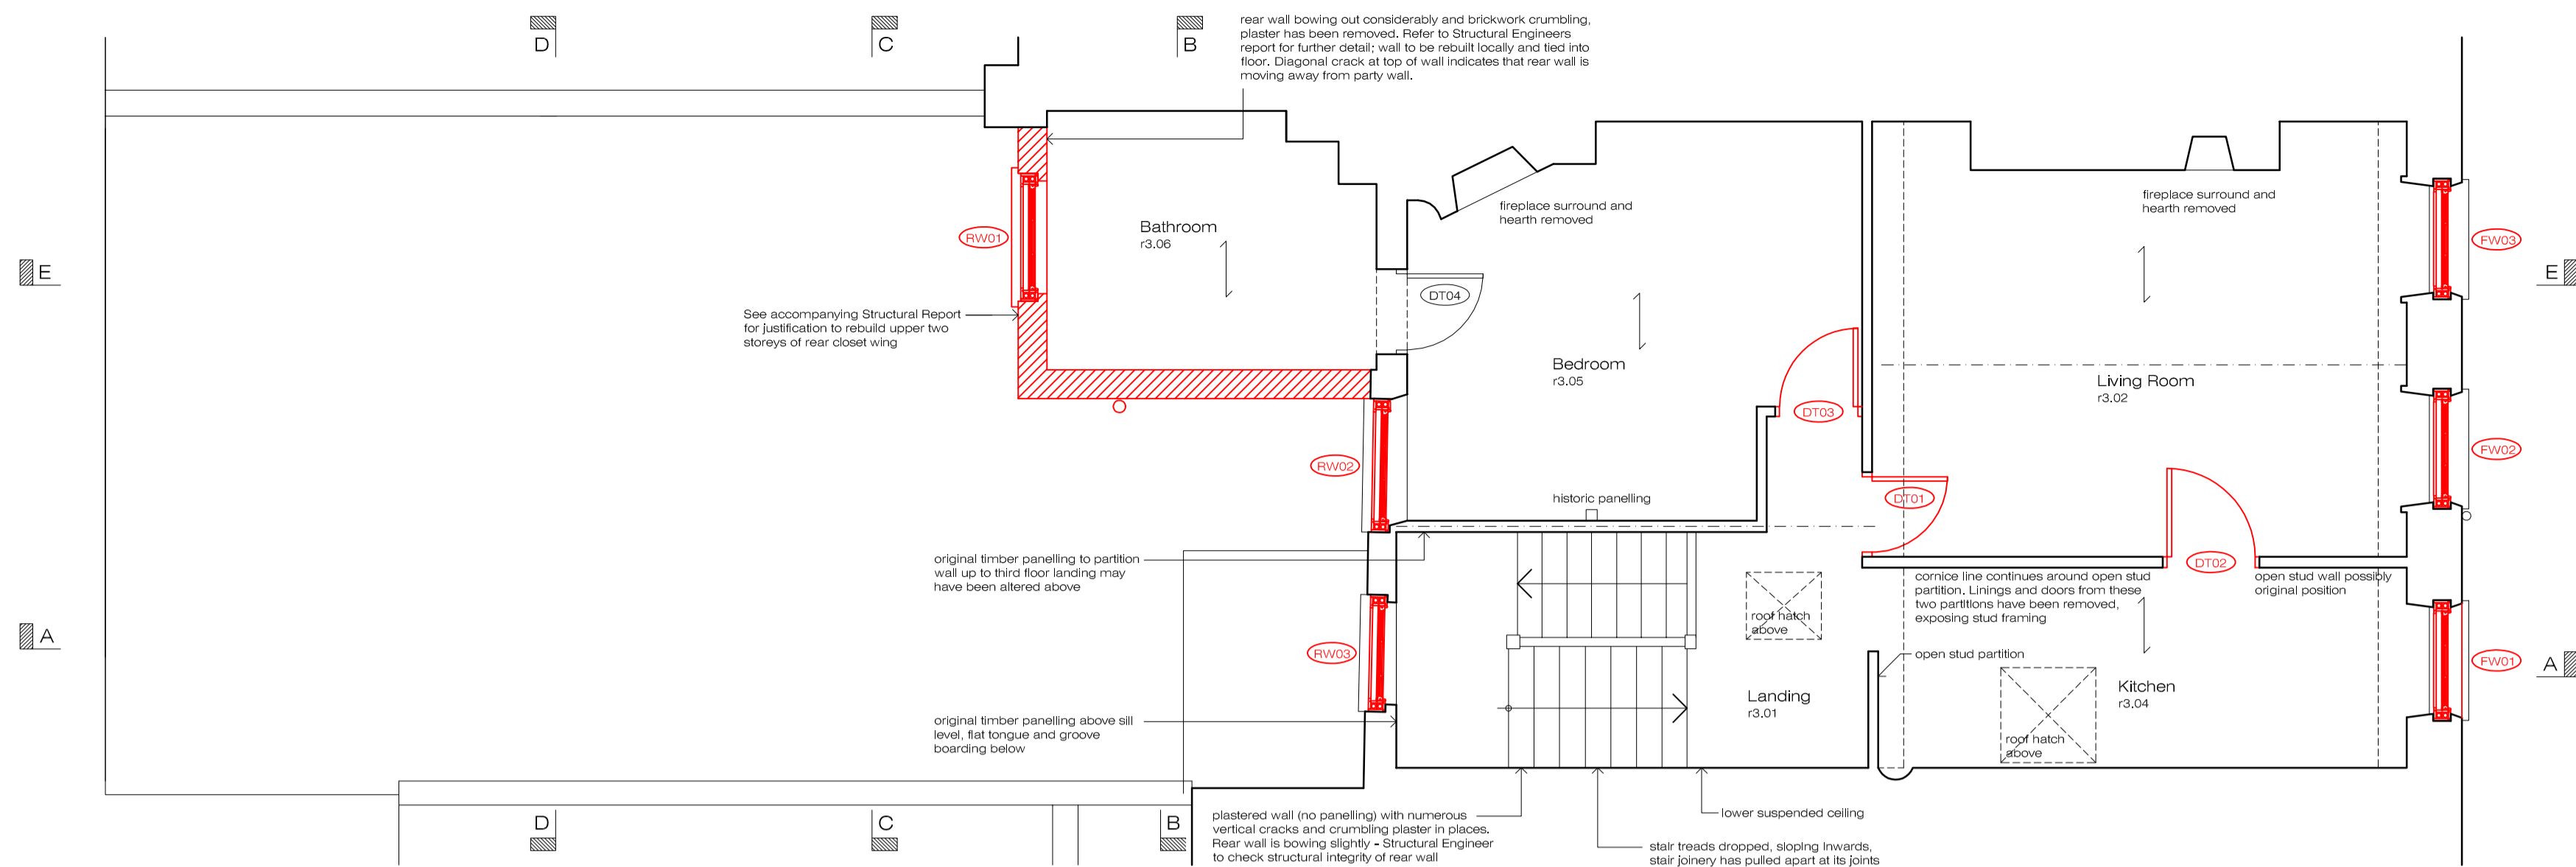 D
C
B
rear wall bowing out considerably and brickwork crumbling,
plaster has been removed. Refer to Structural Engineers
report for further detail; wall to be rebuilt locally and tied into
floor. Diagonal crack at top of wall indicates that rear wall is
moving away from party wall.
fireplace surround and
hearth removed
fireplace surround and
hearth removed
Bathroom
r3.06
RW01
FW03
E
E
DT04
See accompanying Structural Report
for justification to rebuild upper two
storeys of rear closet wing
Bedroom
r3.05
Living Room
r3.02
DT03
FW02
RW02
historic panelling
DT01
original timber panelling to partition
wall up to third floor landing may
have been altered above
DT02
cornice line continues around open stud
partition. Linings and doors from these
two partitions have been removed,
exposing stud framing
open stud wall possibly
original position
roof hatch
above
A
RW03
open stud partition
FW01
A
Landing
r3.01
Kitchen
r3.04
original timber panelling above sill
level, flat tongue and groove
boarding below
roof hatch
above
D
C
B
plastered wall (no panelling) with numerous
vertical cracks and crumbling plaster in places.
Rear wall is bowing slightly - Structural Engineer
to check structural integrity of rear wall
lower suspended ceiling
stair treads dropped, sloping inwards,
stair joinery has pulled apart at its joints